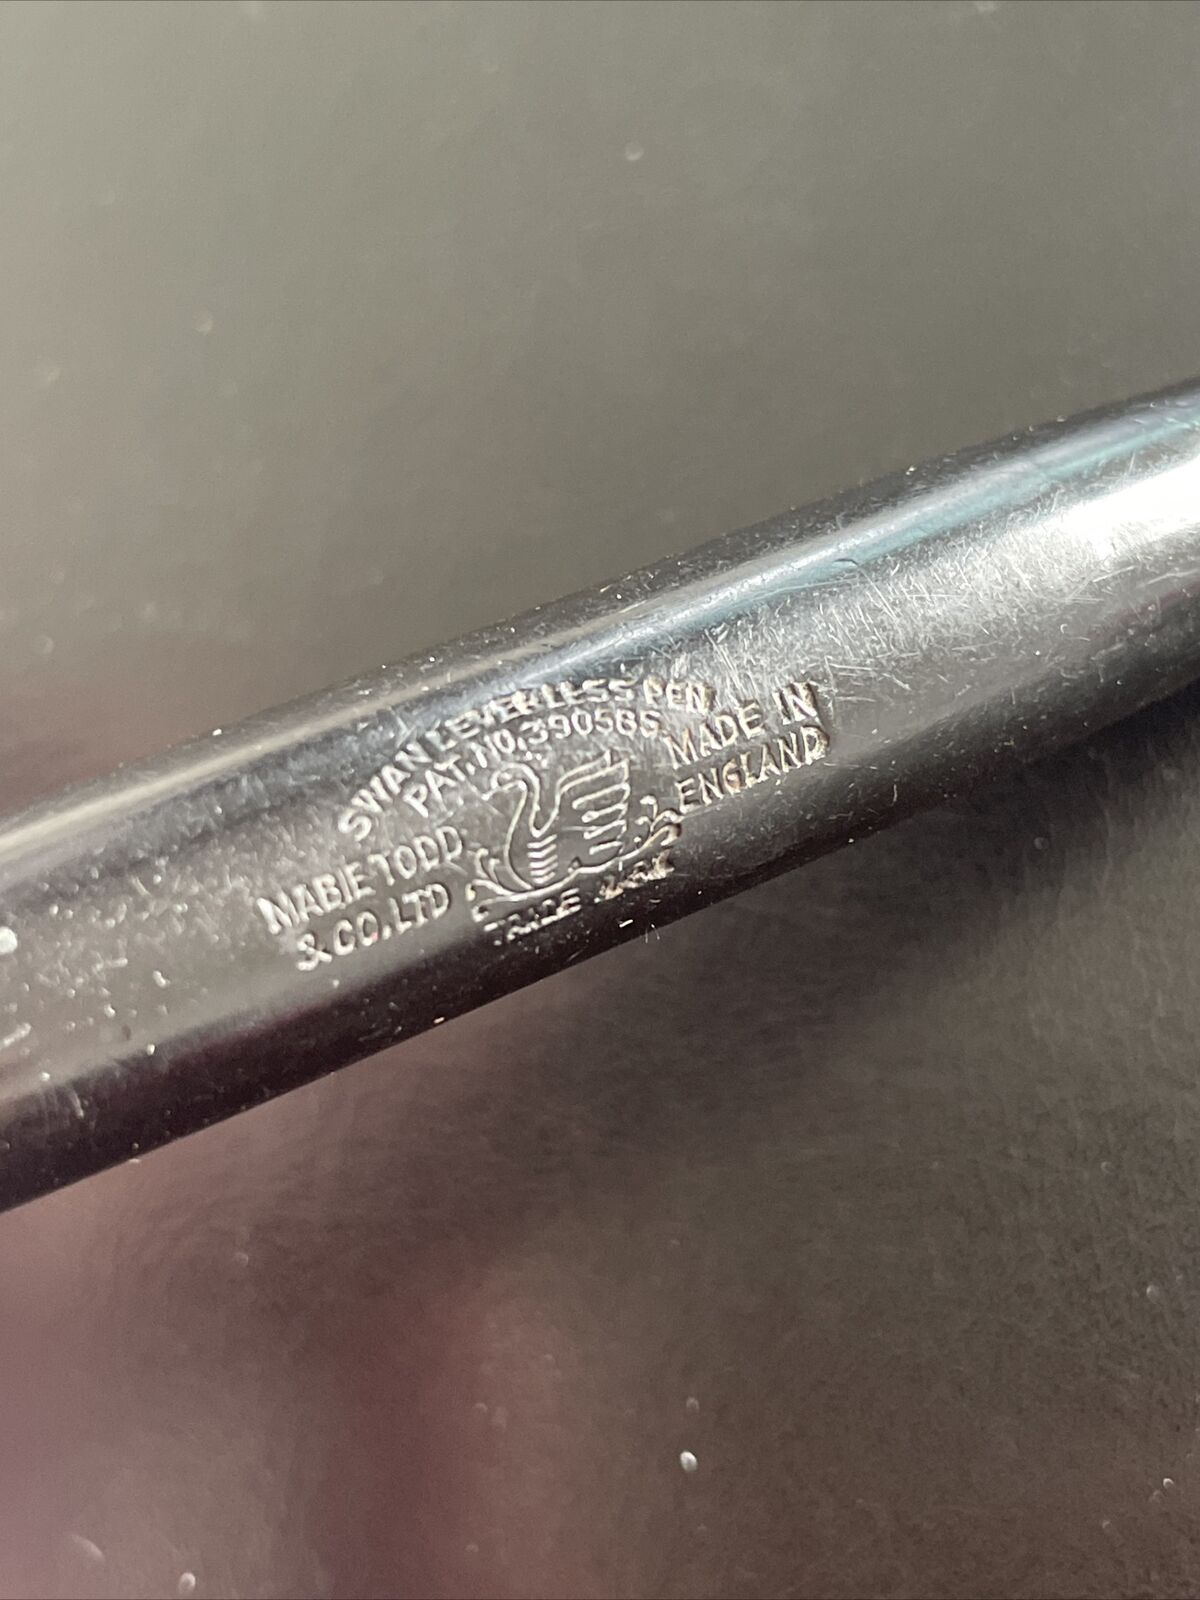 SWAN LEVERLESS PEN
PAT. NO. 390585
MABIE TODD
& CO. LTD
MADE IN
ENGLAND
TRADE MARK